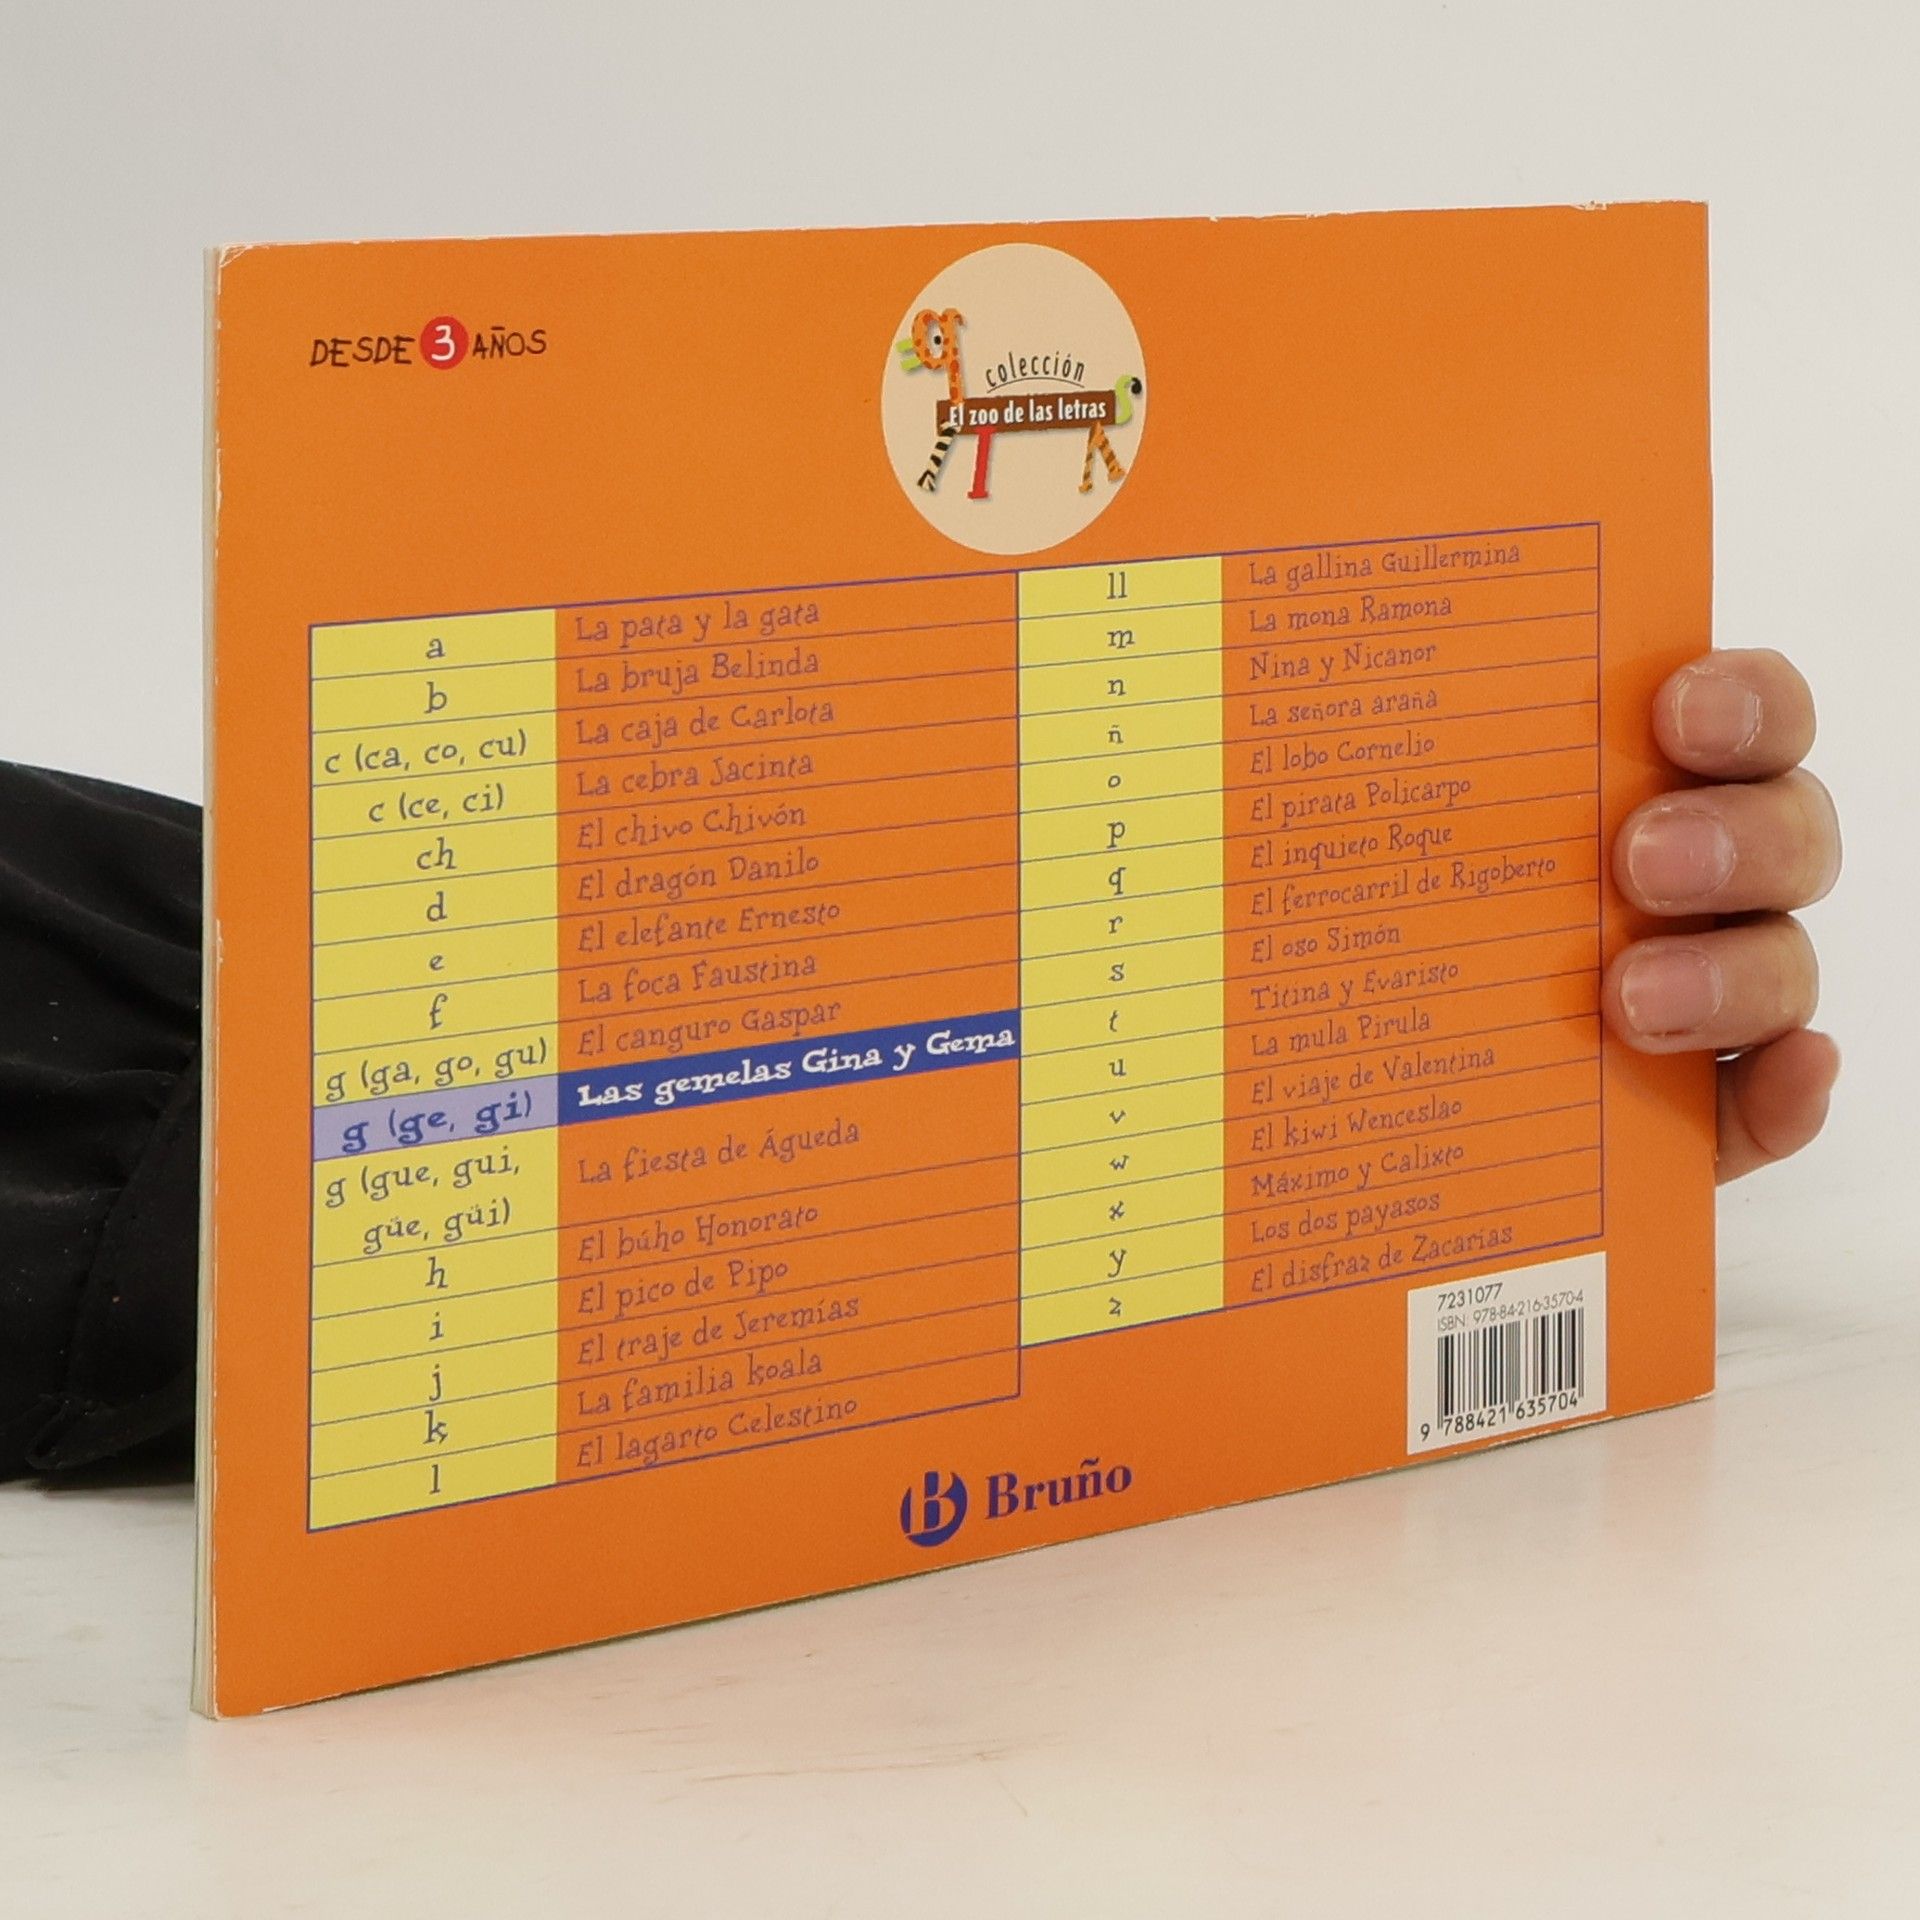 DESDE 3 AÑOS
colección
El zoo de las letras
a La pata y la gata
b La bruja Belinda
c (ca, co, cu) La caja de Carlota
c (ce, ci) La cebra Jacinta
ch El chivo Chivón
d El dragón Danilo
e El elefante Ernesto
f La foca Faustina
g (ga, go, gu) El canguro Gaspar
g (ge, gi) Las gemelas Gina y Gema
g (gue, gui,
güe, güi) La fiesta de Águeda
h El búho Honorato
i El pico de Pipo
j El traje de Jeremías
k La familia koala
l El lagarto Celestino
ll La gallina Guillermina
m La mona Ramona
n Nina y Nicanor
ñ La señora araña
o El lobo Cornelio
p El pirata Policarpo
q El inquieto Roque
r El ferrocarril de Rigoberto
s El oso Simón
t Titina y Evaristo
u La mula Pirula
v El viaje de Valentina
w El kiwi Wenceslao
x Máximo y Calixto
y Los dos payasos
z El disfraz de Zacarías
7231077
ISBN: 978-84-216-3570-4
9 788421 635704
B Bruño